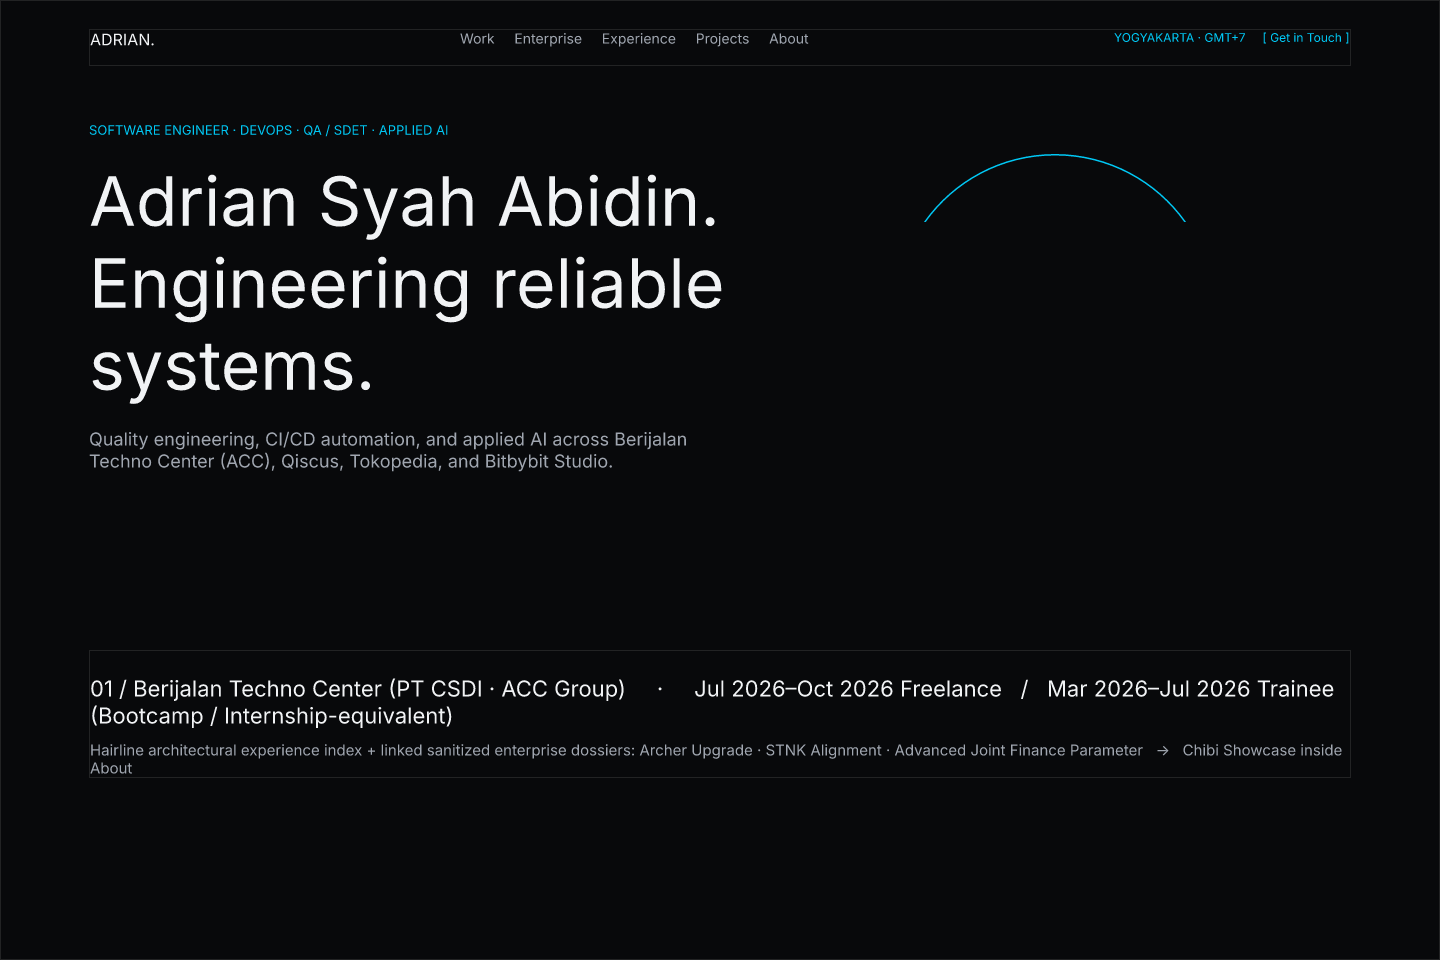 ADRIAN.
Work Enterprise Experience Projects About
YOGYAKARTA · GMT+7 [ Get in Touch ]
SOFTWARE ENGINEER · DEVOPS · QA / SDET · APPLIED AI
Adrian Syah Abidin.
Engineering reliable
systems.
Quality engineering, CI/CD automation, and applied AI across Berijalan
Techno Center (ACC), Qiscus, Tokopedia, and Bitbybit Studio.
01 / Berijalan Techno Center (PT CSDI · ACC Group) · Jul 2026–Oct 2026 Freelance / Mar 2026–Jul 2026 Trainee
(Bootcamp / Internship-equivalent)
Hairline architectural experience index + linked sanitized enterprise dossiers: Archer Upgrade · STNK Alignment · Advanced Joint Finance Parameter → Chibi Showcase inside
About